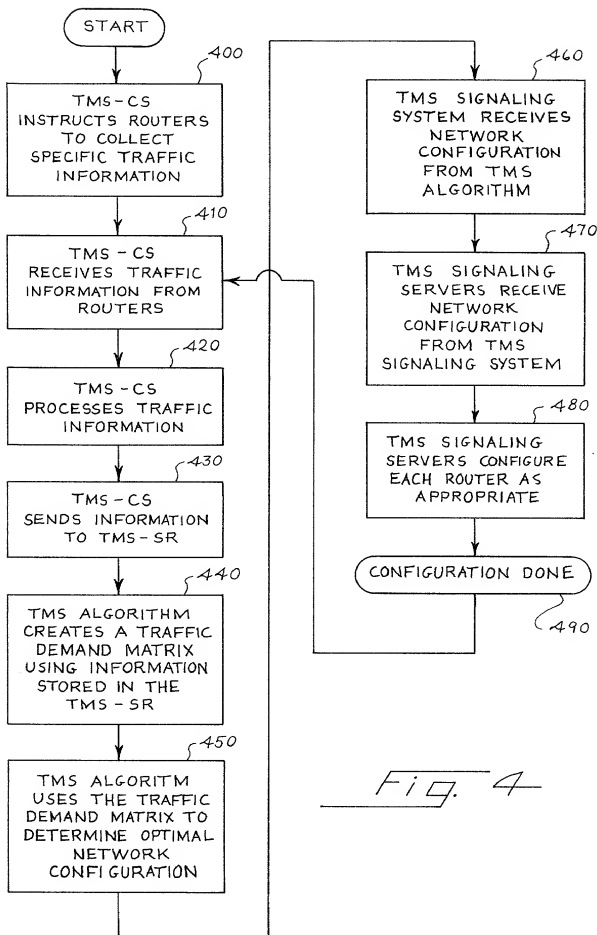 START
400
TMS-CS
INSTRUCTS ROUTERS
TO COLLECT
SPECIFIC TRAFFIC
INFORMATION
410
TMS-CS
RECEIVES TRAFFIC
INFORMATION FROM
ROUTERS
420
TMS-CS
PROCESSES TRAFFIC
INFORMATION
430
TMS-CS
SENDS INFORMATION
TO TMS-SR
440
TMS ALGORITHM
CREATES A TRAFFIC
DEMAND MATRIX
USING INFORMATION
STORED IN THE
TMS-SR
450
TMS ALGORITM
USES THE TRAFFIC
DEMAND MATRIX TO
DETERMINE OPTIMAL
NETWORK
CONFIGURATION
460
TMS SIGNALING
SYSTEM RECEIVES
NETWORK
CONFIGURATION
FROM TMS
ALGORITHM
470
TMS SIGNALING
SERVERS RECEIVE
NETWORK
CONFIGURATION
FROM TMS
SIGNALING SYSTEM
480
TMS SIGNALING
SERVERS CONFIGURE
EACH ROUTER AS
APPROPRIATE
CONFIGURATION DONE
490
Fig. 4